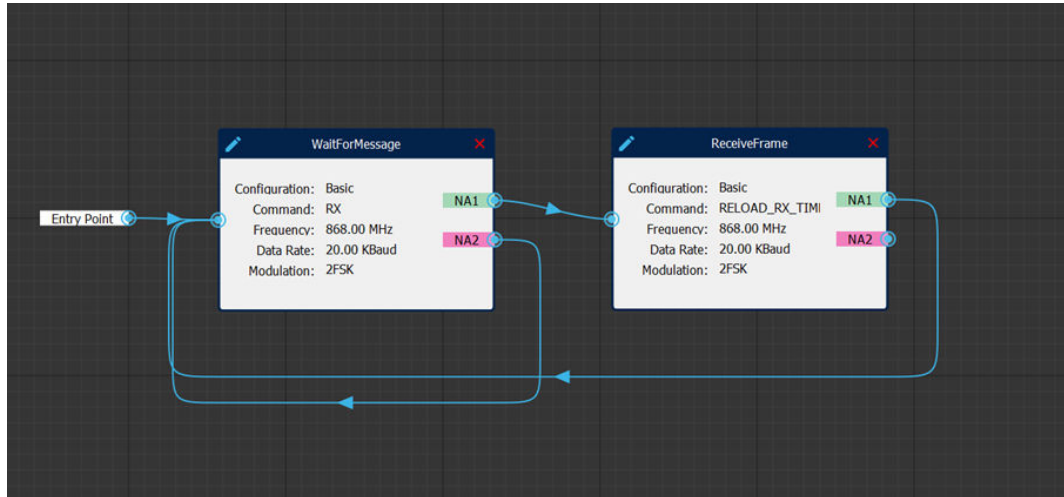 Entry Point
WaitForMessage
Configuration: Basic
Command: RX
Frequency: 868.00 MHz
Data Rate: 20.00 KBaud
Modulation: 2FSK
NA1
NA2
ReceiveFrame
Configuration: Basic
Command: RELOAD_RX_TIMI
Frequency: 868.00 MHz
Data Rate: 20.00 KBaud
Modulation: 2FSK
NA1
NA2